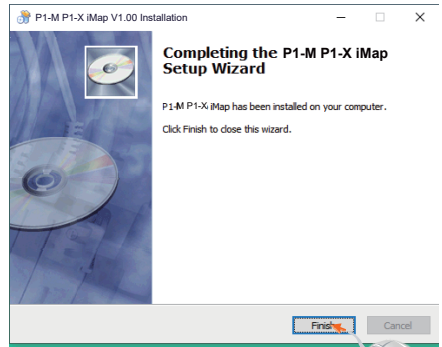 P1-M P1-X iMap V1.00 Installation
Completing the P1-M P1-X iMap
Setup Wizard
P1-M P1-X iMap has been installed on your computer.
Click Finish to close this wizard.
Finish
Cancel